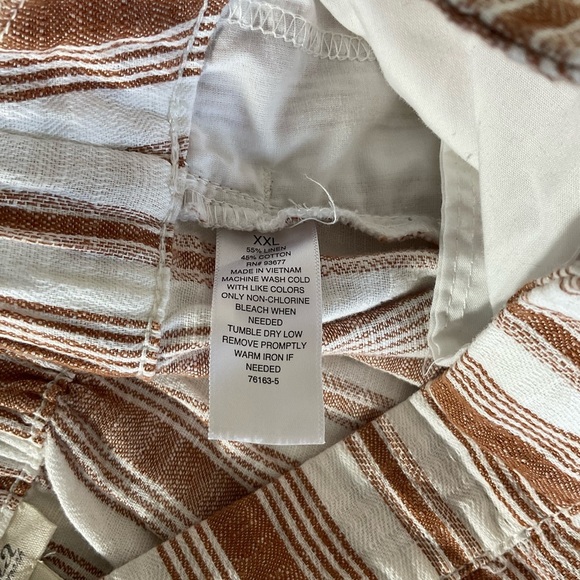 XXL
55% LINEN
45% COTTON
RN# 93677
MADE IN VIETNAM
MACHINE WASH COLD
WITH LIKE COLORS
ONLY NON-CHLORINE
BLEACH WHEN
NEEDED
TUMBLE DRY LOW
REMOVE PROMPTLY
WARM IRON IF
NEEDED
76163-5